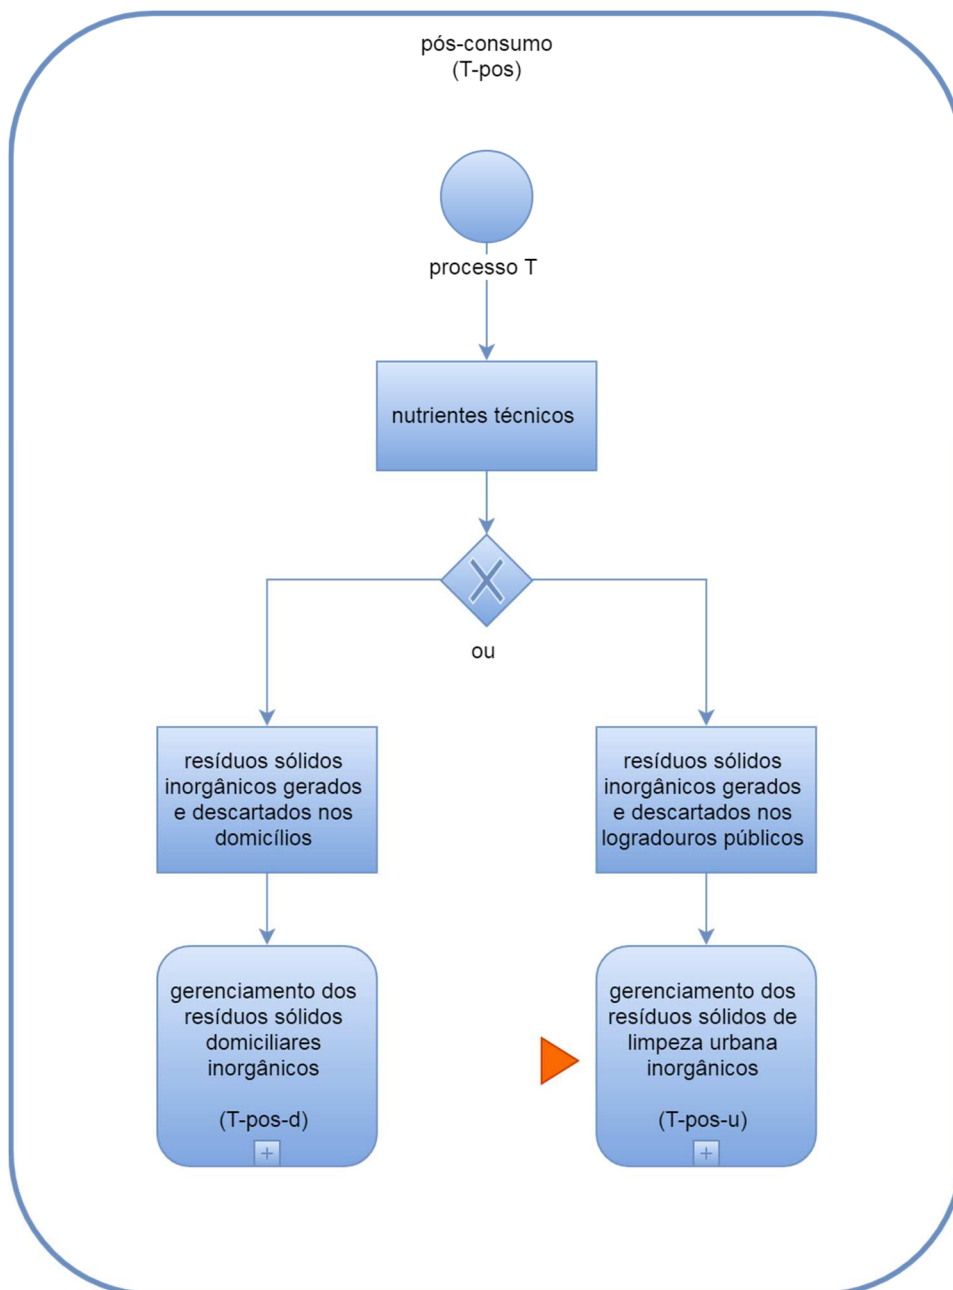 pós-consumo
(T-pos)
processo T
nutrientes técnicos
ou
resíduos sólidos
inorgânicos gerados
e descartados nos
domicílios
resíduos sólidos
inorgânicos gerados
e descartados nos
logradouros públicos
gerenciamento dos
resíduos sólidos
domiciliares
inorgânicos
(T-pos-d)
gerenciamento dos
resíduos sólidos de
limpeza urbana
inorgânicos
(T-pos-u)